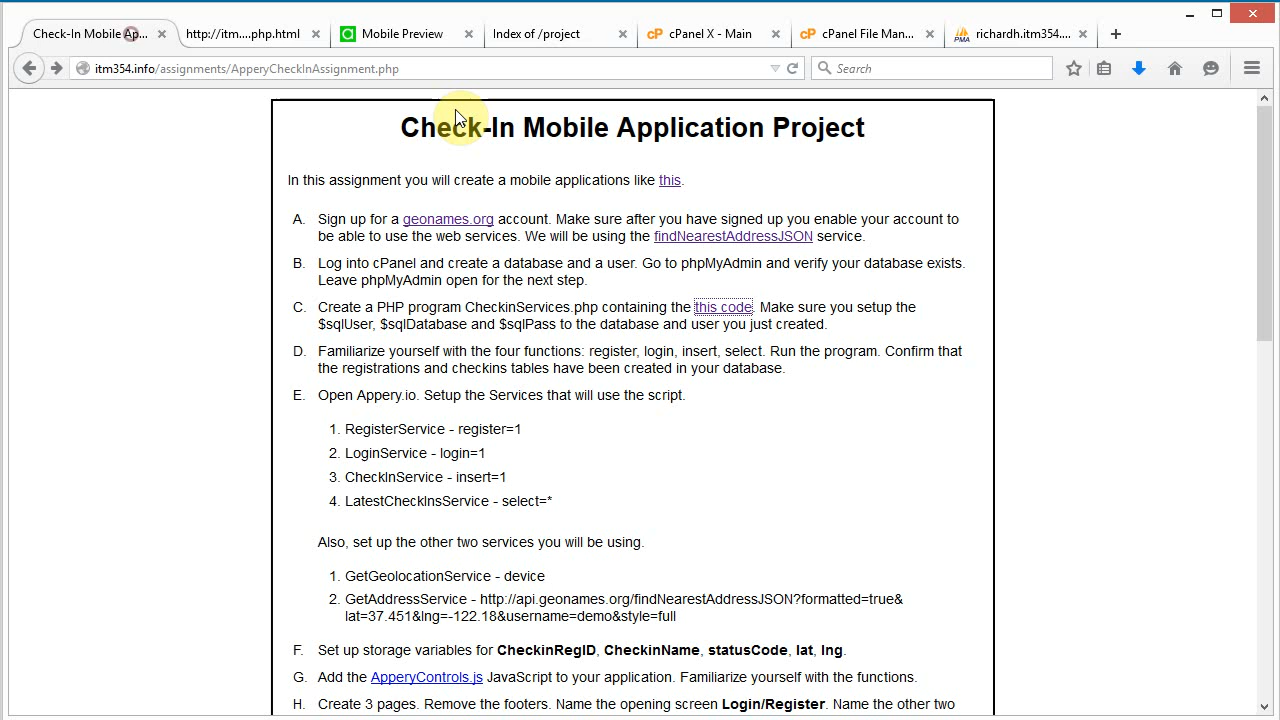 Check-In Mobile Ap...
http://itm....php.html
Mobile Preview
Index of /project
cP cPanel X - Main
cP cPanel File Man...
PMA richardh.itm354....
itm354.info/assignments/ApperyCheckInAssignment.php
Search
Check-In Mobile Application Project
In this assignment you will create a mobile applications like this.
A. Sign up for a geonames.org account. Make sure after you have signed up you enable your account to
be able to use the web services. We will be using the findNearestAddressJSON service.
B. Log into cPanel and create a database and a user. Go to phpMyAdmin and verify your database exists.
Leave phpMyAdmin open for the next step.
C. Create a PHP program CheckinServices.php containing the this code. Make sure you setup the
$sqlUser, $sqlDatabase and $sqlPass to the database and user you just created.
D. Familiarize yourself with the four functions: register, login, insert, select. Run the program. Confirm that
the registrations and checkins tables have been created in your database.
E. Open Appery.io. Setup the Services that will use the script.
1. RegisterService - register=1
2. LoginService - login=1
3. CheckInService - insert=1
4. LatestCheckInsService - select=*
Also, set up the other two services you will be using.
1. GetGeolocationService - device
2. GetAddressService - http://api.geonames.org/findNearestAddressJSON?formatted=true&
lat=37.451&lng=-122.18&username=demo&style=full
F. Set up storage variables for CheckinRegID, CheckinName, statusCode, lat, lng.
G. Add the ApperyControls.js JavaScript to your application. Familiarize yourself with the functions.
H. Create 3 pages. Remove the footers. Name the opening screen Login/Register. Name the other two